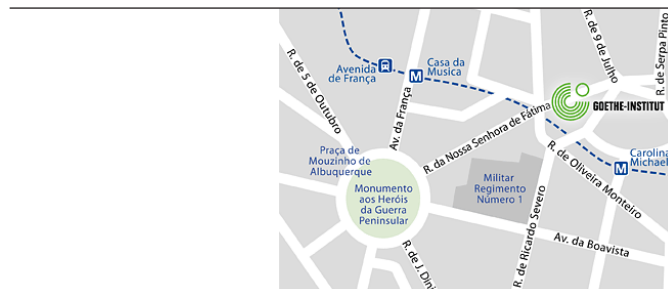 R. de 5 de Outubro
Avenida
de França
Casa da
Musica
Av. da França
R. de 9 de Julho
R. de Serpa Pinto
GOETHE-INSTITUT
R. da Nossa Senhora de Fátima
Praça de
Mouzinho de
Albuquerque
Monumento
aos Heróis
da Guerra
Peninsular
Militar
Regimento
Número 1
R. de Oliveira Monteiro
Carolina
Michael
M
M
R. de Ricardo Severo
Av. da Boavista
R. de J. Dini